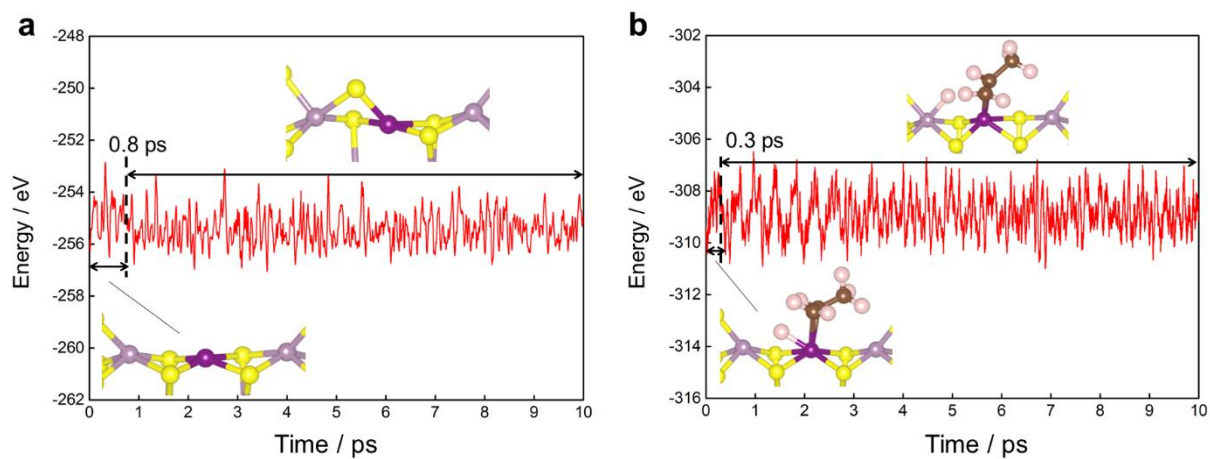 a
-248
-250
-252
-254
-256
-258
-260
-262
Energy / eV
0.8 ps
0 1 2 3 4 5 6 7 8 9 10
Time / ps
b
-302
-304
-306
-308
-310
-312
-314
-316
Energy / eV
0.3 ps
0 1 2 3 4 5 6 7 8 9 10
Time / ps